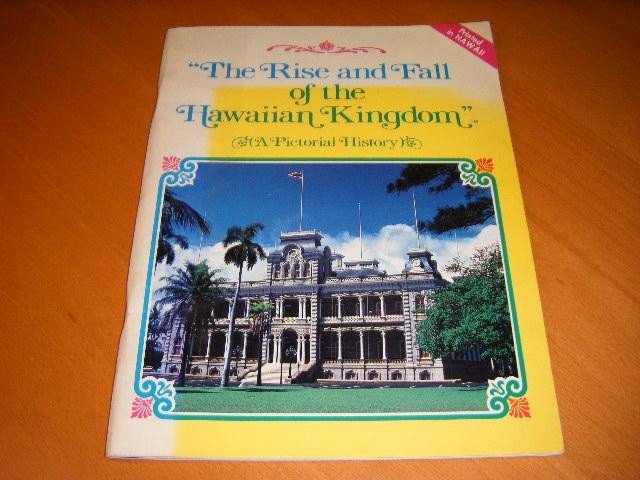 Printed
in HAWAII
"The Rise and Fall
of the
Hawaiian Kingdom"
(A Pictorial History)